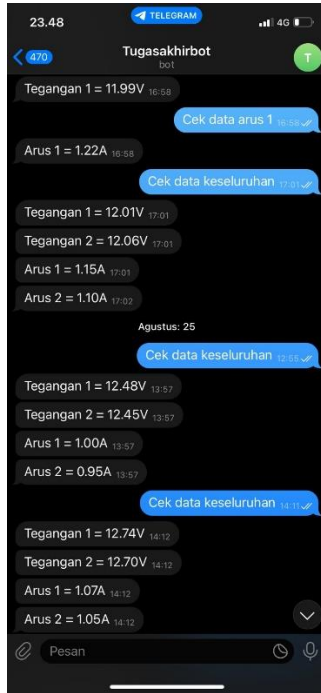 23.48
TELEGRAM
4G
470
Tugasakhirbot
bot
T
Tegangan 1 = 11.99V 16:58
Cek data arus 1 16:58
Arus 1 = 1.22A 16:58
Cek data keseluruhan 17:01
Tegangan 1 = 12.01V 17:01
Tegangan 2 = 12.06V 17:01
Arus 1 = 1.15A 17:01
Arus 2 = 1.10A 17:02
Agustus: 25
Cek data keseluruhan 12:55
Tegangan 1 = 12.48V 13:57
Tegangan 2 = 12.45V 13:57
Arus 1 = 1.00A 13:57
Arus 2 = 0.95A 13:57
Cek data keseluruhan 14:11
Tegangan 1 = 12.74V 14:12
Tegangan 2 = 12.70V 14:12
Arus 1 = 1.07A 14:12
Arus 2 = 1.05A 14:12
Pesan